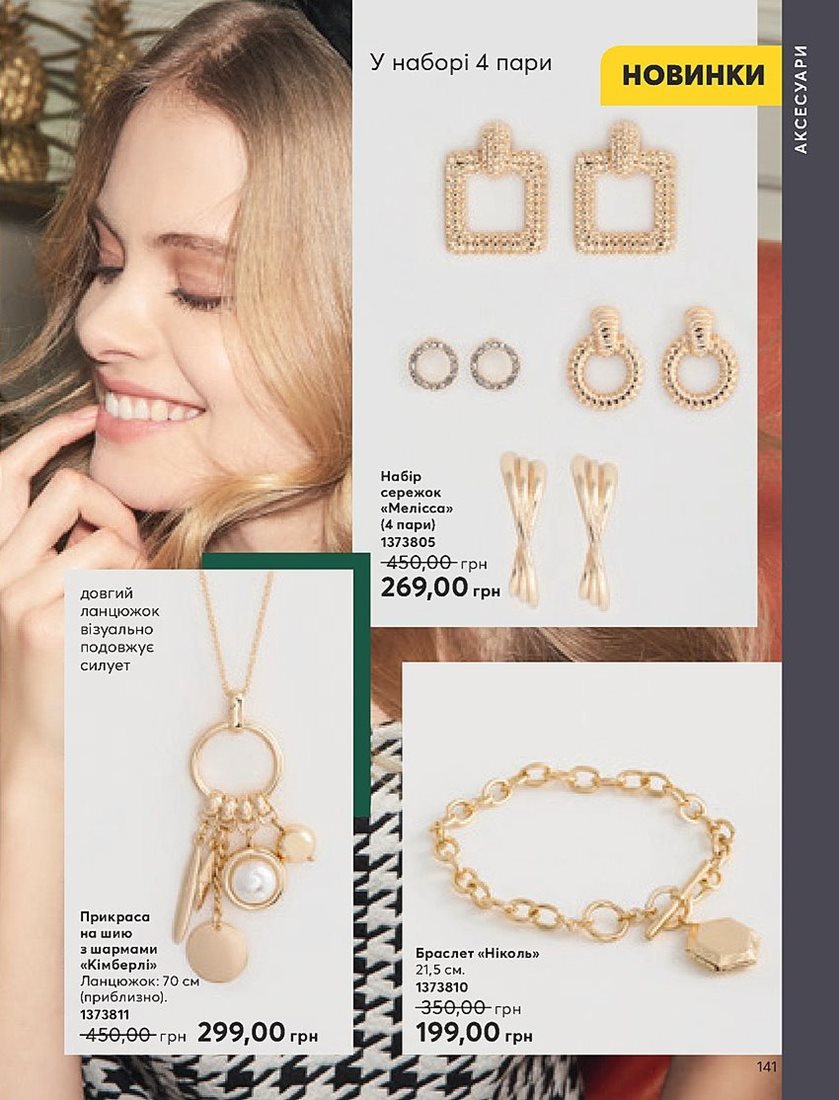 У наборі 4 пари
НОВИНКИ
АКСЕСУАРИ
Набір
сережок
«Мелісса»
(4 пари)
1373805
450,00 грн
269,00 грн
довгий
ланцюжок
візуально
подовжує
силует
Прикраса
на шию
з шармами
«Кімберлі»
Ланцюжок: 70 см
(приблизно).
1373811
450,00 грн 299,00 грн
Браслет «Ніколь»
21,5 см.
1373810
350,00 грн
199,00 грн
141